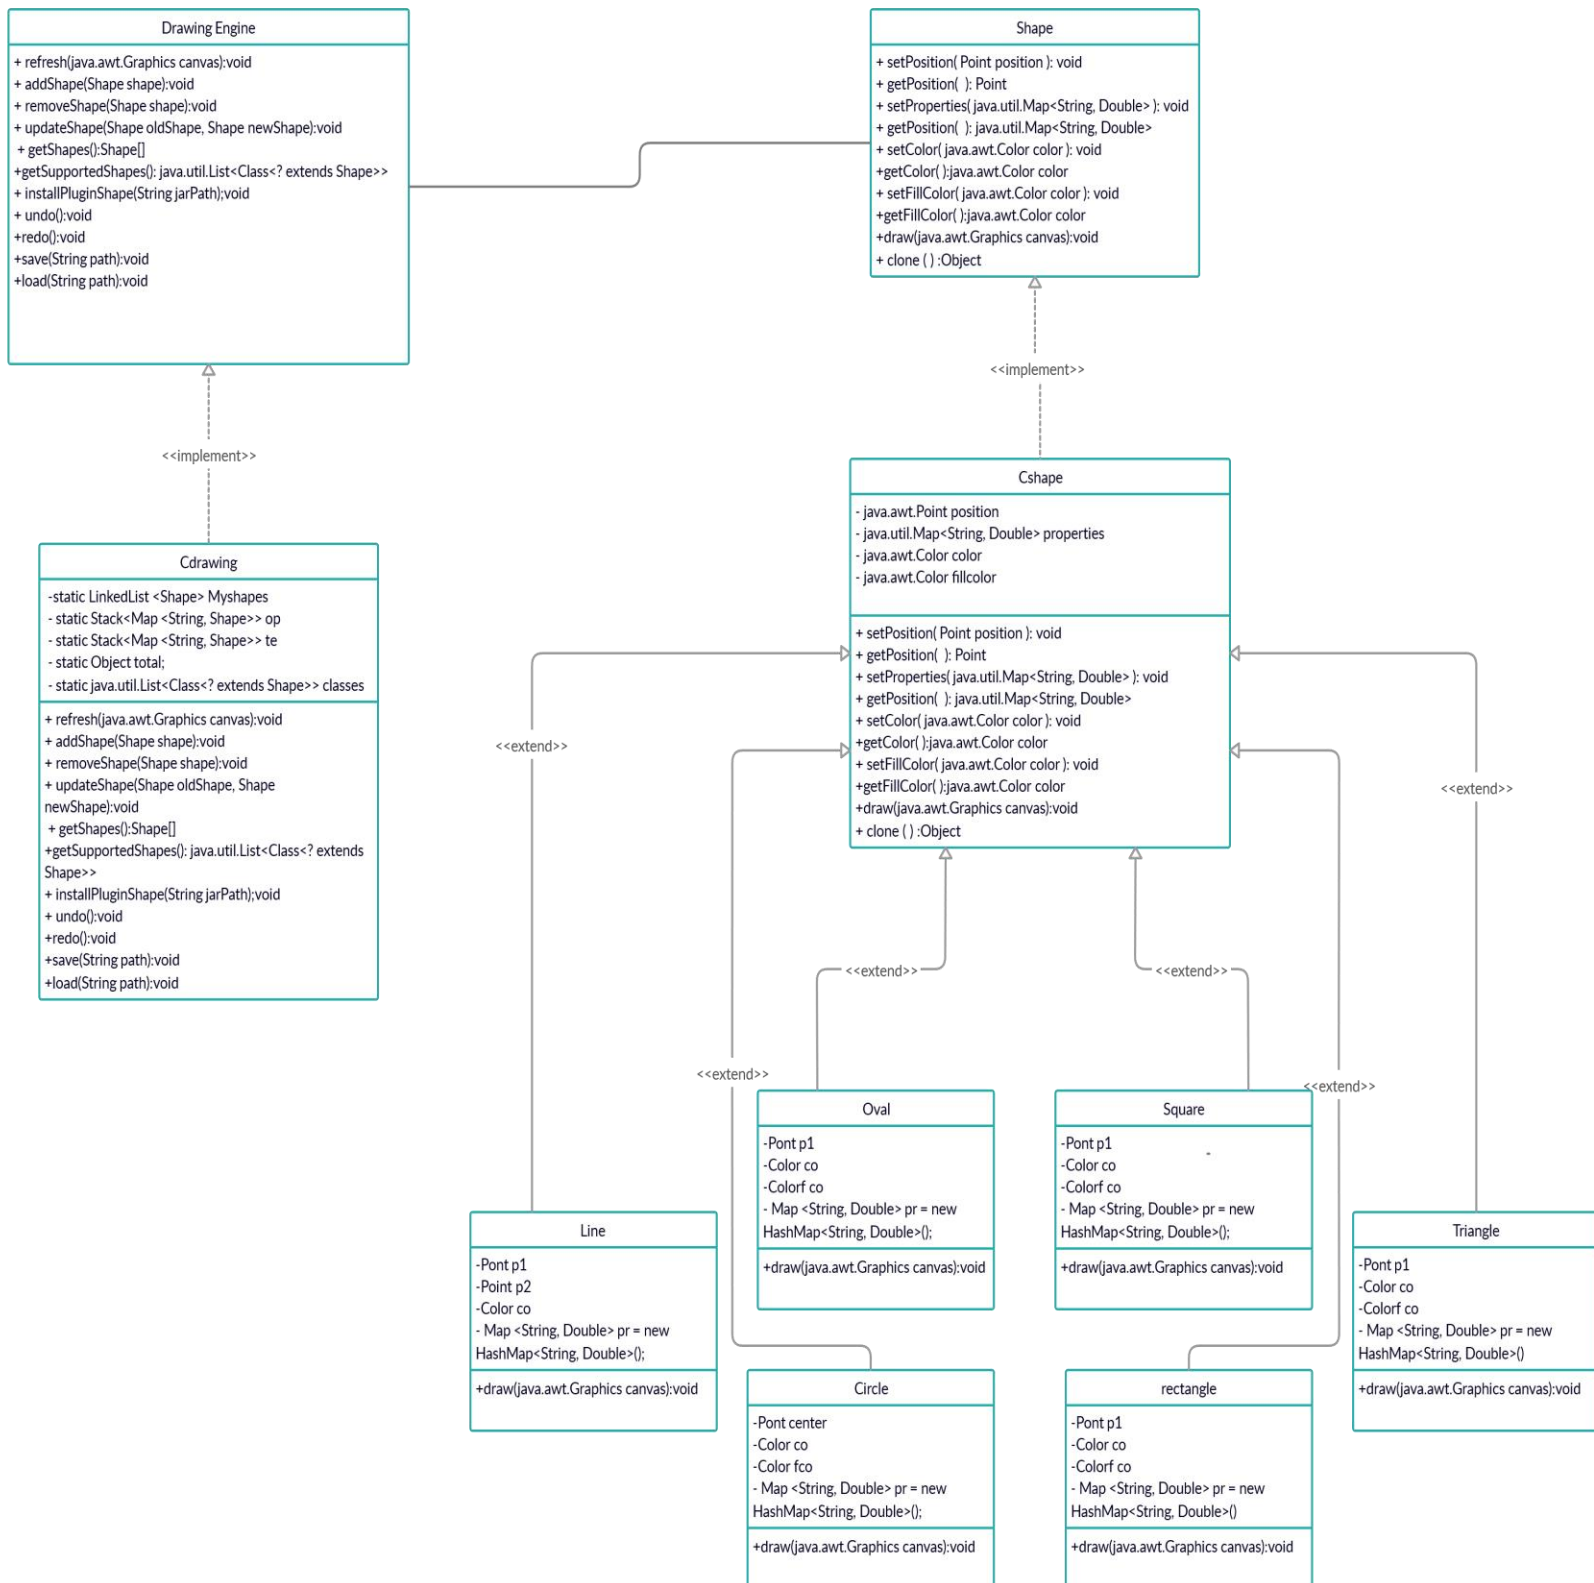 Drawing Engine
+ refresh(java.awt.Graphics canvas):void
+ addShape(Shape shape):void
+ removeShape(Shape shape):void
+ updateShape(Shape oldShape, Shape newShape):void
+ getShapes():Shape[]
+getSupportedShapes(): java.util.List<Class<? extends Shape>>
+ installPluginShape(String jarPath);void
+ undo():void
+redo():void
+save(String path):void
+load(String path):void
Shape
+ setPosition( Point position ): void
+ getPosition(  ): Point
+ setProperties( java.util.Map<String, Double> ): void
+ getPosition(  ): java.util.Map<String, Double>
+ setColor( java.awt.Color color ): void
+getColor( ):java.awt.Color color
+ setFillColor( java.awt.Color color ): void
+getFillColor( ):java.awt.Color color
+draw(java.awt.Graphics canvas):void
+ clone ( ) :Object
<<implement>>
<<implement>>
Cdrawing
-static LinkedList <Shape> Myshapes
- static Stack<Map <String, Shape>> op
- static Stack<Map <String, Shape>> te
- static Object total;
- static java.util.List<Class<? extends Shape>> classes
+ refresh(java.awt.Graphics canvas):void
+ addShape(Shape shape):void
+ removeShape(Shape shape):void
+ updateShape(Shape oldShape, Shape
newShape):void
+ getShapes():Shape[]
+getSupportedShapes(): java.util.List<Class<? extends
Shape>>
+ installPluginShape(String jarPath);void
+ undo():void
+redo():void
+save(String path):void
+load(String path):void
Cshape
- java.awt.Point position
- java.util.Map<String, Double> properties
- java.awt.Color color
- java.awt.Color fillcolor
+ setPosition( Point position ): void
+ getPosition(  ): Point
+ setProperties( java.util.Map<String, Double> ): void
+ getPosition(  ): java.util.Map<String, Double>
+ setColor( java.awt.Color color ): void
+getColor( ):java.awt.Color color
+ setFillColor( java.awt.Color color ): void
+getFillColor( ):java.awt.Color color
+draw(java.awt.Graphics canvas):void
+ clone ( ) :Object
<<extend>>
<<extend>>
<<extend>>
<<extend>>
<<extend>>
<<extend>>
Oval
-Pont p1
-Color co
-Colorf co
- Map <String, Double> pr = new
HashMap<String, Double>();
+draw(java.awt.Graphics canvas):void
Square
-Pont p1
-
-Color co
-Colorf co
- Map <String, Double> pr = new
HashMap<String, Double>();
+draw(java.awt.Graphics canvas):void
Line
-Pont p1
-Point p2
-Color co
- Map <String, Double> pr = new
HashMap<String, Double>();
+draw(java.awt.Graphics canvas):void
Triangle
-Pont p1
-Color co
-Colorf co
- Map <String, Double> pr = new
HashMap<String, Double>()
+draw(java.awt.Graphics canvas):void
Circle
-Pont center
-Color co
-Color fco
- Map <String, Double> pr = new
HashMap<String, Double>();
+draw(java.awt.Graphics canvas):void
rectangle
-Pont p1
-Color co
-Colorf co
- Map <String, Double> pr = new
HashMap<String, Double>()
+draw(java.awt.Graphics canvas):void